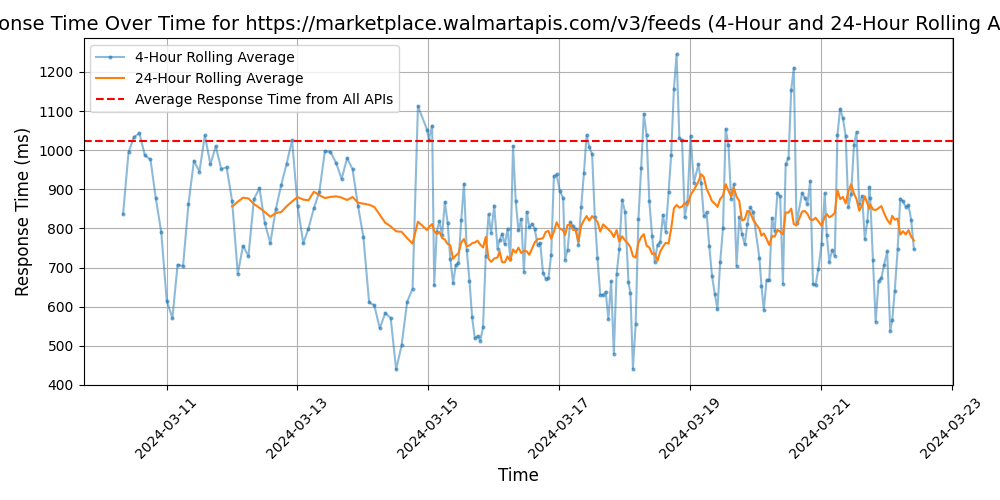 onse Time Over Time for https://marketplace.walmartapis.com/v3/feeds (4-Hour and 24-Hour Rolling A
4-Hour Rolling Average
24-Hour Rolling Average
Average Response Time from All APIs
Response Time (ms)
1200
1100
1000
900
800
700
600
500
400
2024-03-11
2024-03-13
2024-03-15
2024-03-17
2024-03-19
2024-03-21
2024-03-23
Time